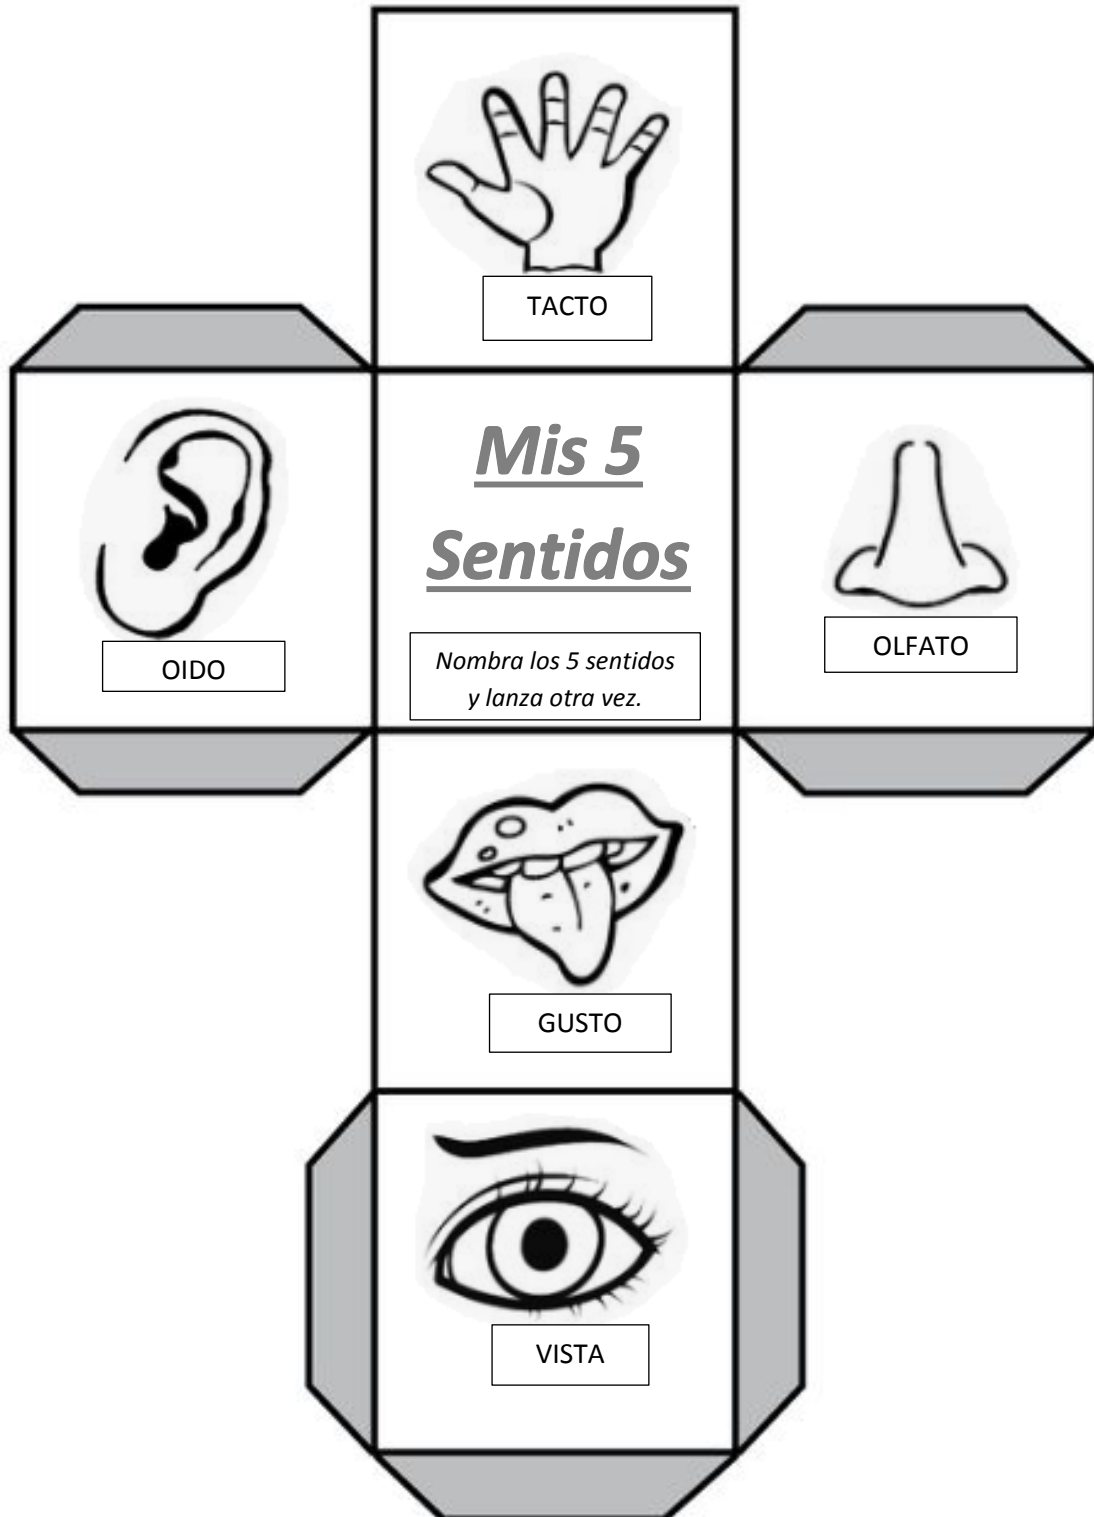 TACTO
Mis 5
Sentidos
Nombra los 5 sentidos
y lanza otra vez.
OIDO
OLFATO
GUSTO
VISTA